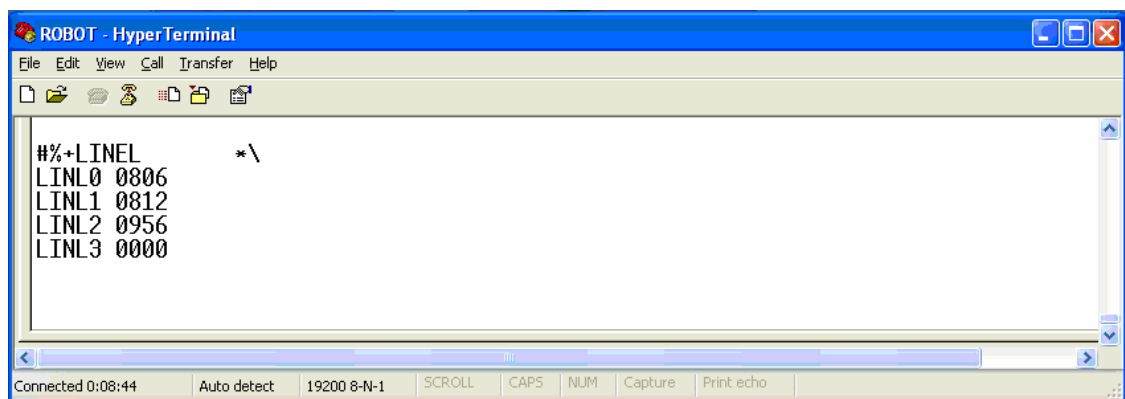 ROBOT - HyperTerminal
File Edit View Call Transfer Help
#%+LINEL *\
LINL0 0806
LINL1 0812
LINL2 0956
LINL3 0000
Connected 0:08:44 Auto detect 19200 8-N-1 SCROLL CAPS NUM Capture Print echo